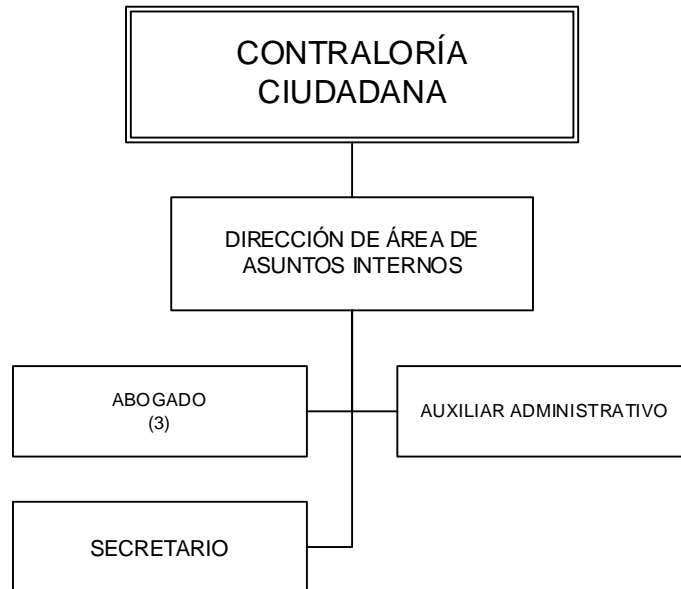 CONTRALORÍA
CIUDADANA
DIRECCIÓN DE ÁREA DE
ASUNTOS INTERNOS
ABOGADO
(3)
AUXILIAR ADMINISTRATIVO
SECRETARIO